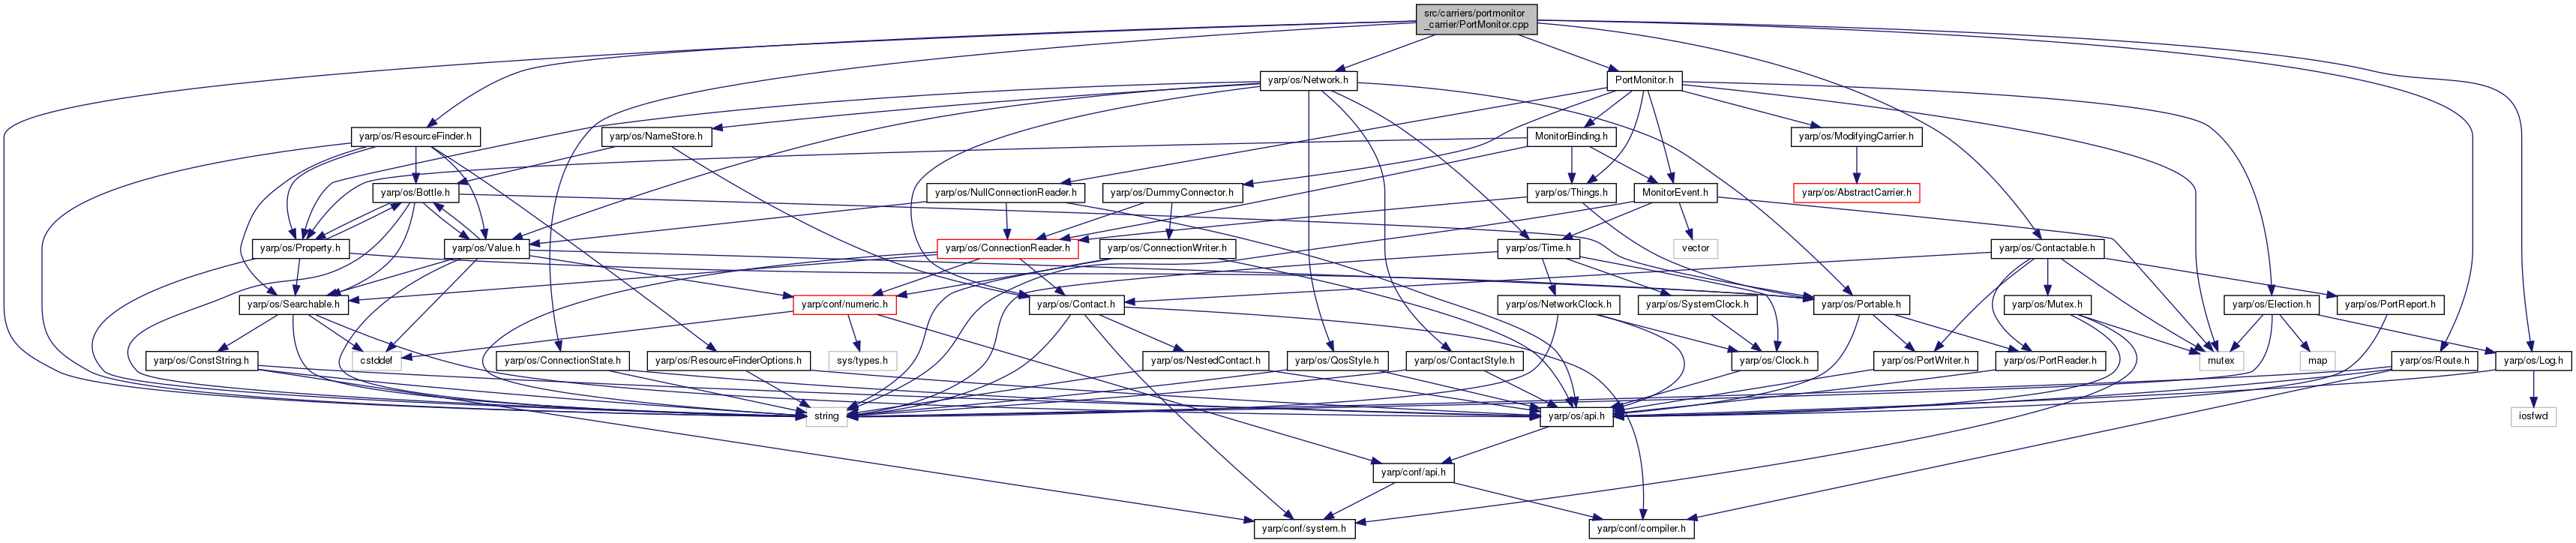 src/carriers/portmonitor
_carrier/PortMonitor.cpp
yarp/os/Network.h
PortMonitor.h
yarp/os/ResourceFinder.h
yarp/os/NameStore.h
MonitorBinding.h
yarp/os/ModifyingCarrier.h
yarp/os/Bottle.h
yarp/os/NullConnectionReader.h
yarp/os/DummyConnector.h
yarp/os/Things.h
MonitorEvent.h
yarp/os/AbstractCarrier.h
yarp/os/Property.h
yarp/os/Value.h
yarp/os/ConnectionReader.h
yarp/os/ConnectionWriter.h
yarp/os/Time.h
vector
yarp/os/Contactable.h
yarp/os/Searchable.h
yarp/conf/numeric.h
yarp/os/Contact.h
yarp/os/NetworkClock.h
yarp/os/SystemClock.h
yarp/os/Portable.h
yarp/os/Mutex.h
yarp/os/Election.h
yarp/os/PortReport.h
yarp/os/ConstString.h
cstddef
yarp/os/ConnectionState.h
yarp/os/ResourceFinderOptions.h
sys/types.h
yarp/os/NestedContact.h
yarp/os/QosStyle.h
yarp/os/ContactStyle.h
yarp/os/Clock.h
yarp/os/PortWriter.h
yarp/os/PortReader.h
mutex
map
yarp/os/Route.h
yarp/os/Log.h
string
yarp/os/api.h
iosfwd
yarp/conf/api.h
yarp/conf/system.h
yarp/conf/compiler.h